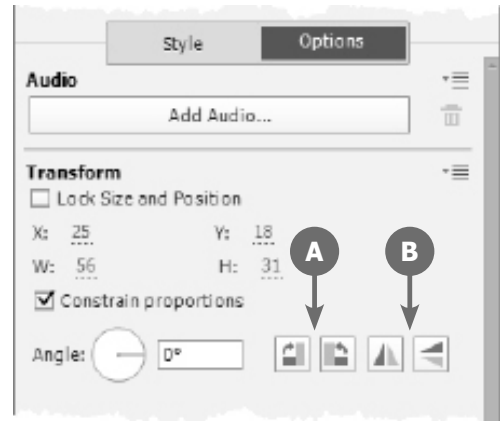 Style Options
Audio
Add Audio...
Transform
Lock Size and Position
X: 25 Y: 18
W: 56 H: 31
A B
Constrain proportions
Angle: 0°